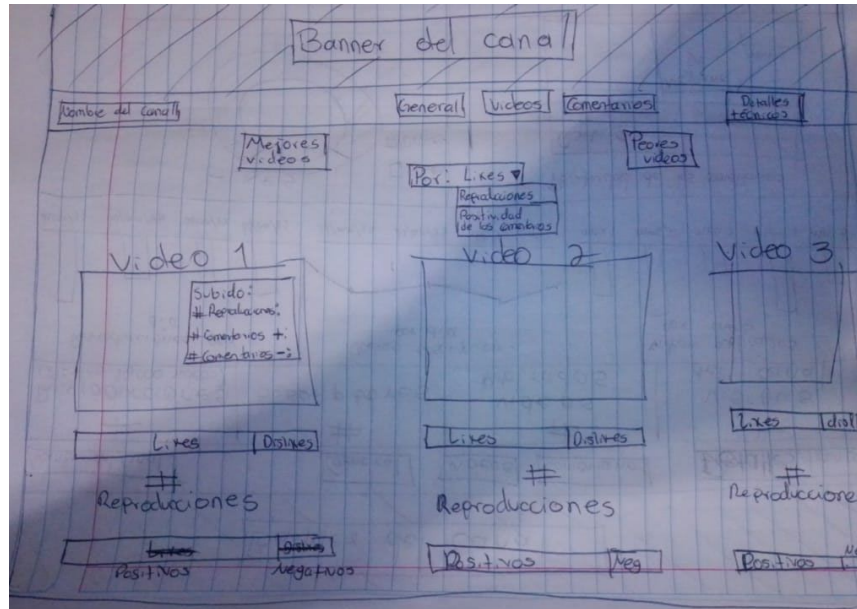 Banner del canal
Nombre del Canal
General
Videos
Comentarios
Detalles
técnicos
Mejores
videos
Peores
videos
Por: Likes ▼
Reproducciones
Positividad
de los comentarios
Video 1
Video 2
Video 3
Subido:
# Reproducciones:
# Comentarios +:
# Comentarios -:
Likes
Dislikes
Likes
Dislikes
Likes
disl
#
Reproducciones
#
Reproducciones
#
Reproduccione
Likes
Dislikes
Positivos
Negativos
Positivos
Neg
Positivos